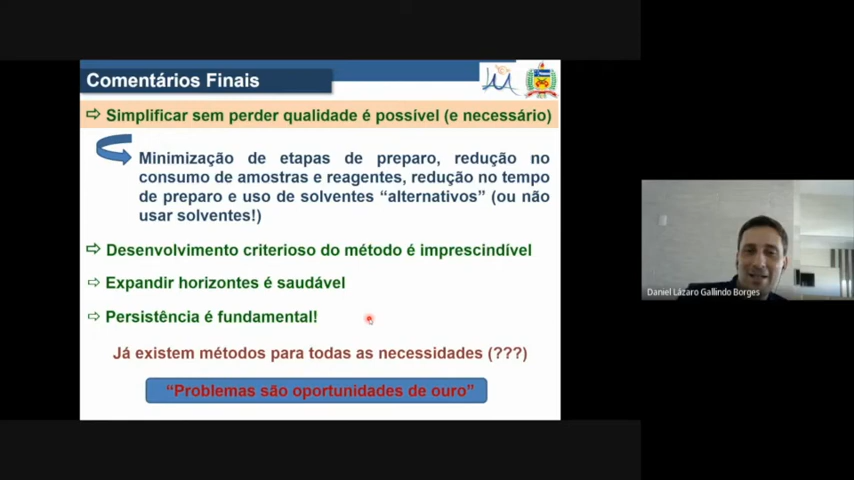 Comentários Finais
Simplificar sem perder qualidade é possível (e necessário)
Minimização de etapas de preparo, redução no
consumo de amostras e reagentes, redução no tempo
de preparo e uso de solventes “alternativos” (ou não
usar solventes!)
Desenvolvimento criterioso do método é imprescindível
Expandir horizontes é saudável
Persistência é fundamental!
Já existem métodos para todas as necessidades (???)
“Problemas são oportunidades de ouro”
Daniel Lázaro Gallindo Borges